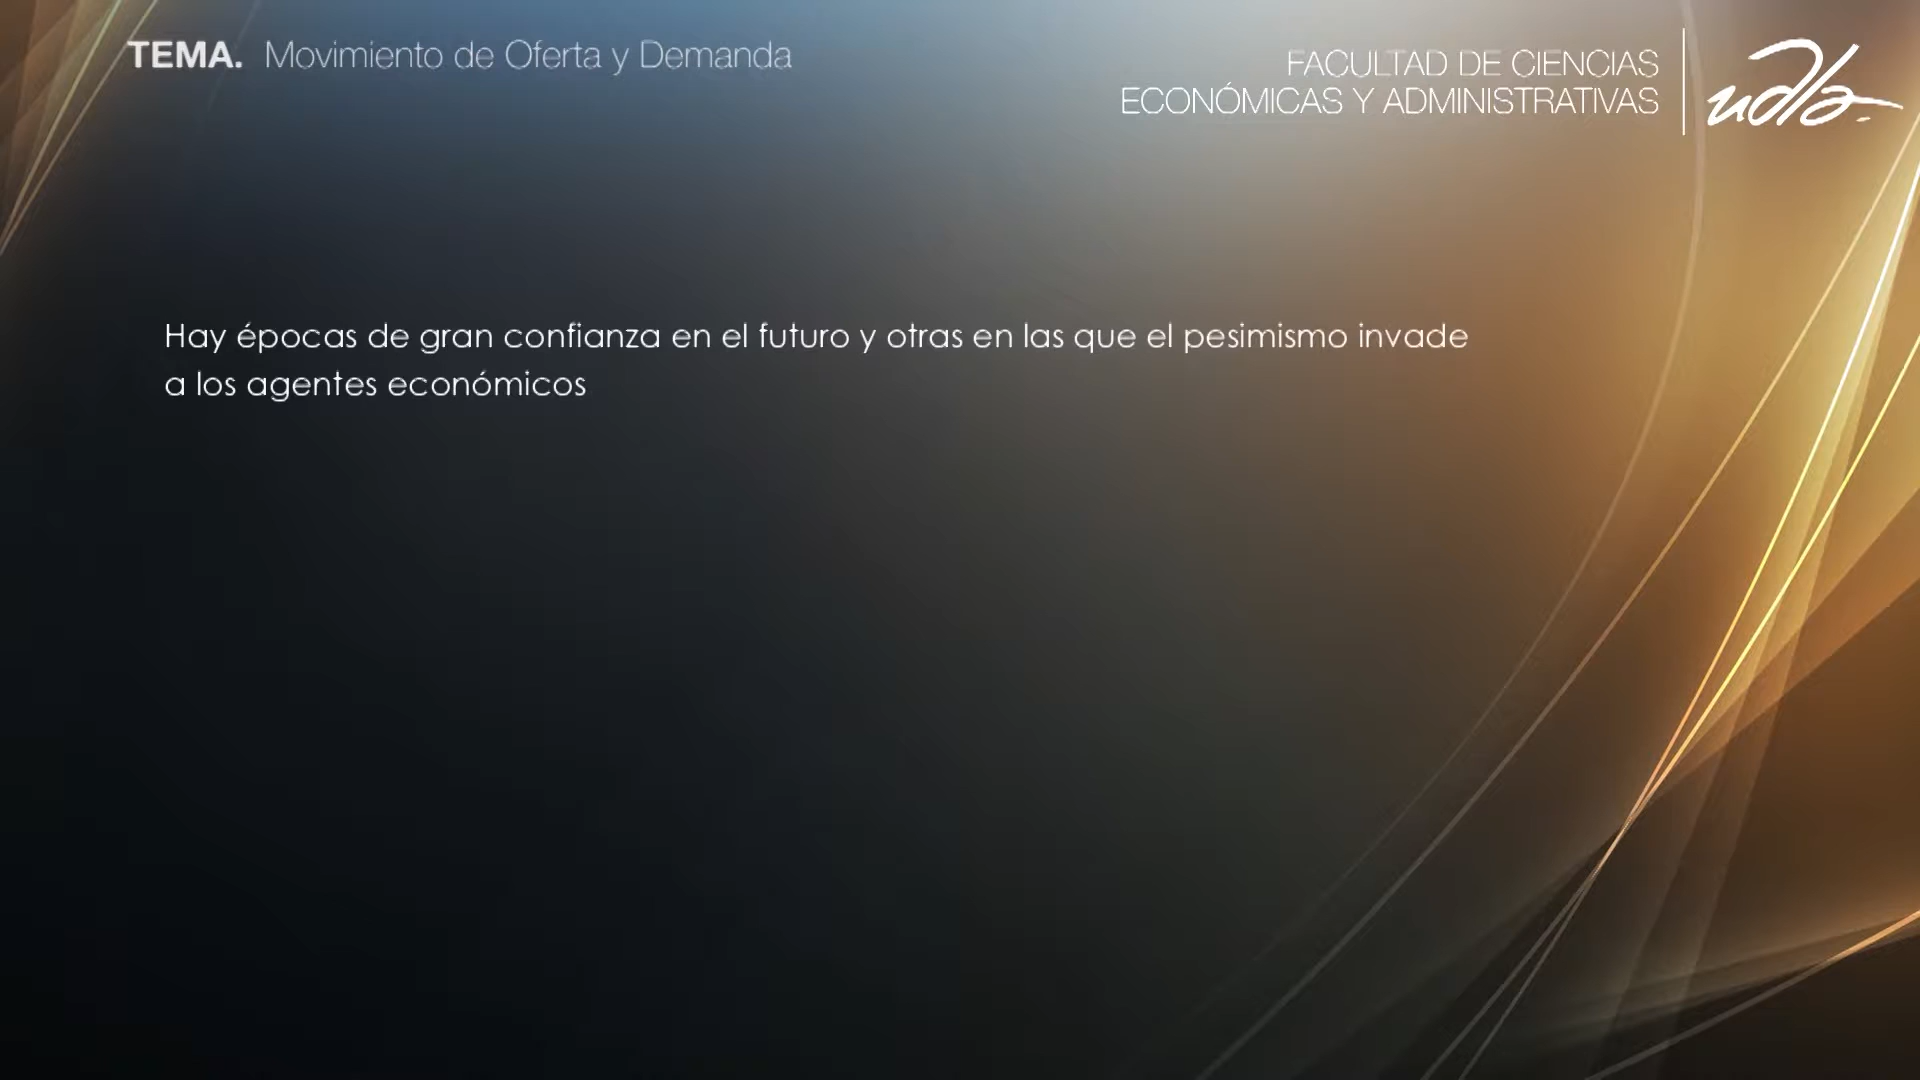 TEMA. Movimiento de Oferta y Demanda
FACULTAD DE CIENCIAS
ECONÓMICAS Y ADMINISTRATIVAS
udla.
Hay épocas de gran confianza en el futuro y otras en las que el pesimismo invade
a los agentes económicos